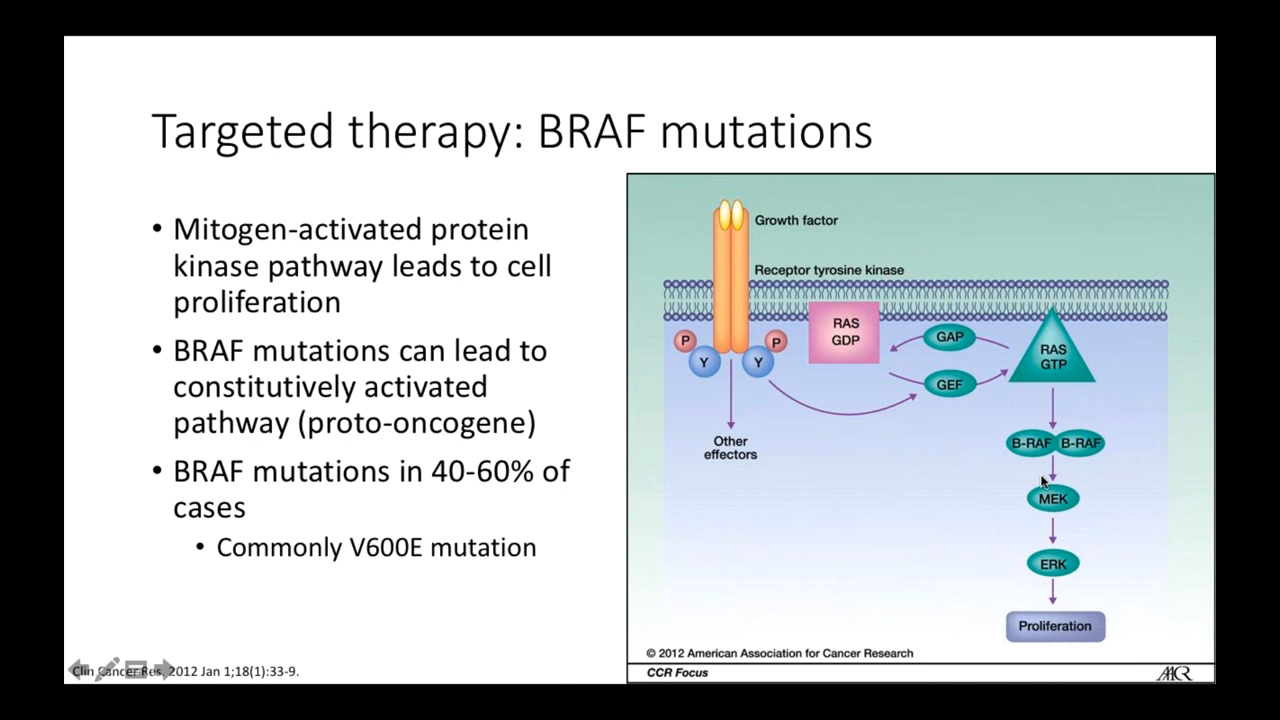 Targeted therapy: BRAF mutations
• Mitogen-activated protein
kinase pathway leads to cell
proliferation
• BRAF mutations can lead to
constitutively activated
pathway (proto-oncogene)
• BRAF mutations in 40-60% of
cases
• Commonly V600E mutation
Clin Cancer Res. 2012 Jan 1;18(1):33-9.
Growth factor
Receptor tyrosine kinase
RAS
GDP
GAP
RAS
GTP
P
P
Y
Y
GEF
Other
effectors
B-RAF B-RAF
MEK
ERK
Proliferation
© 2012 American Association for Cancer Research
CCR Focus
AACR